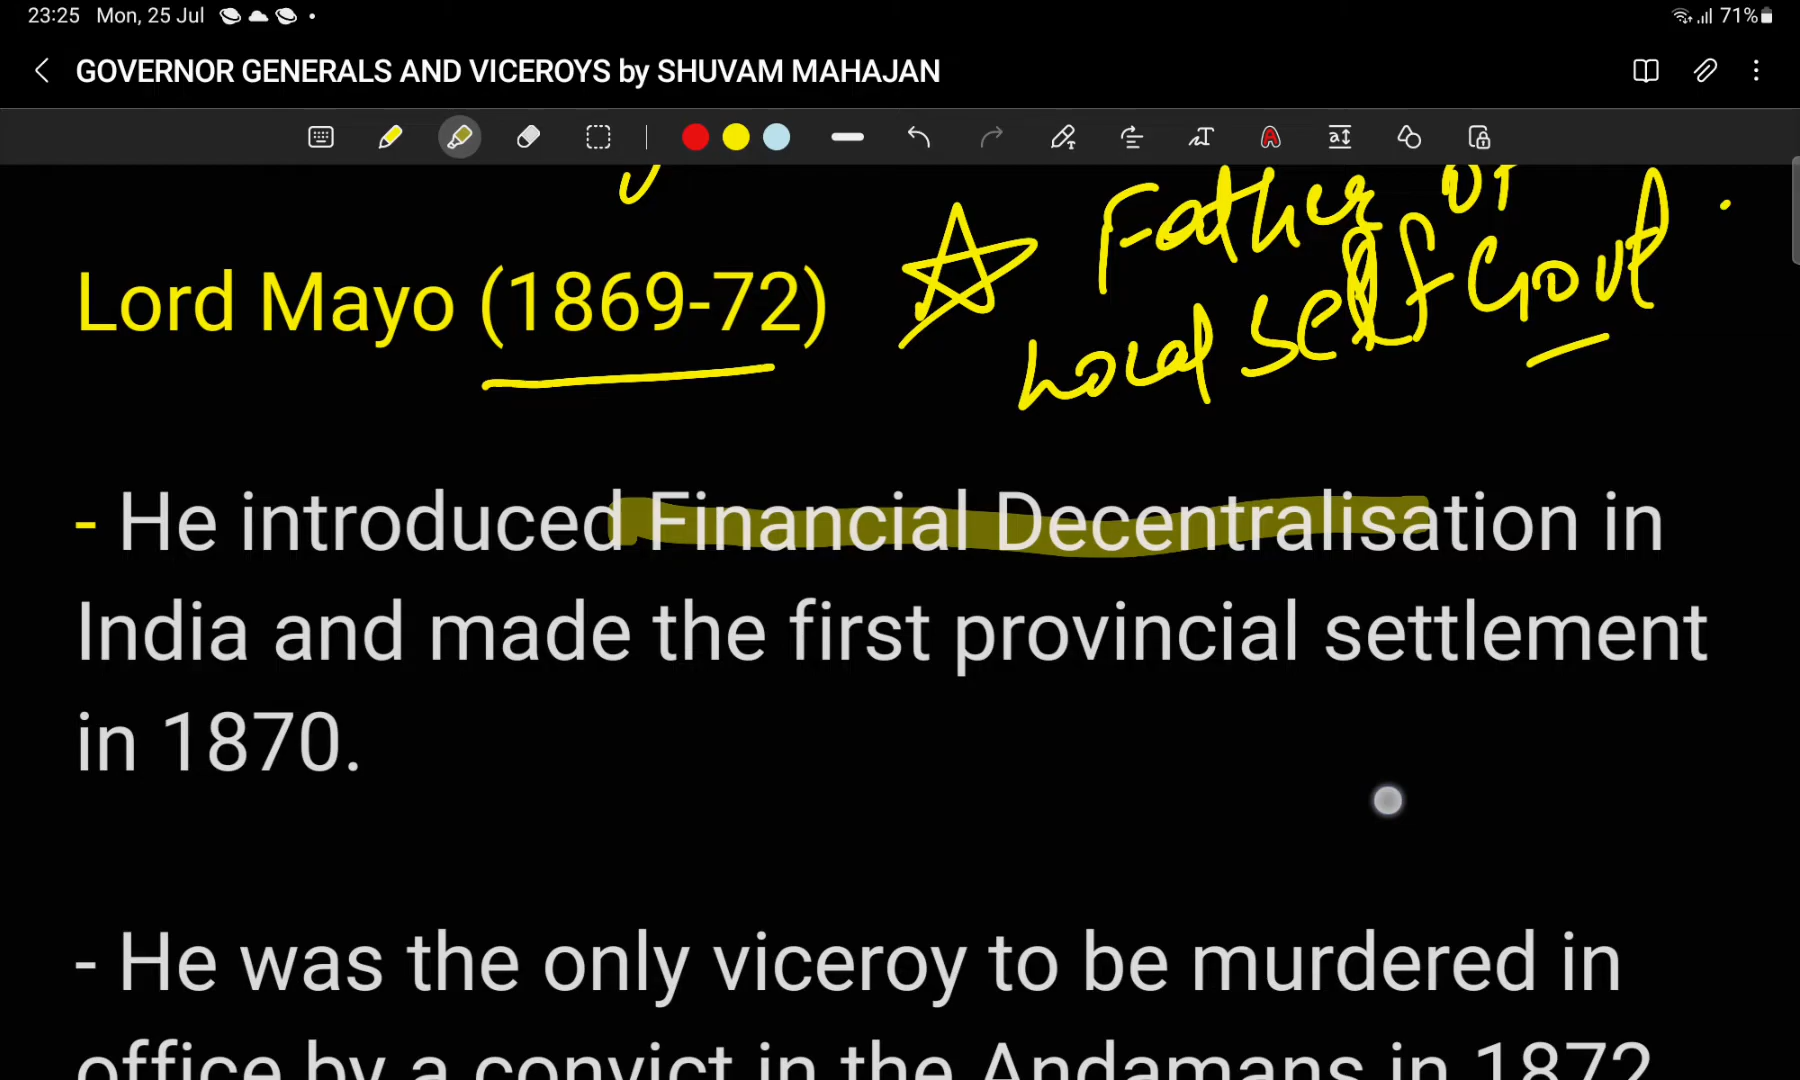 23:25 Mon, 25 Jul 71%
GOVERNOR GENERALS AND VICEROYS by SHUVAM MAHAJAN
Father of
Lord Mayo (1869-72)
Local Self Govt.
- He introduced Financial Decentralisation in
India and made the first provincial settlement
in 1870.
- He was the only viceroy to be murdered in
office by a convict in the Andamans in 1872